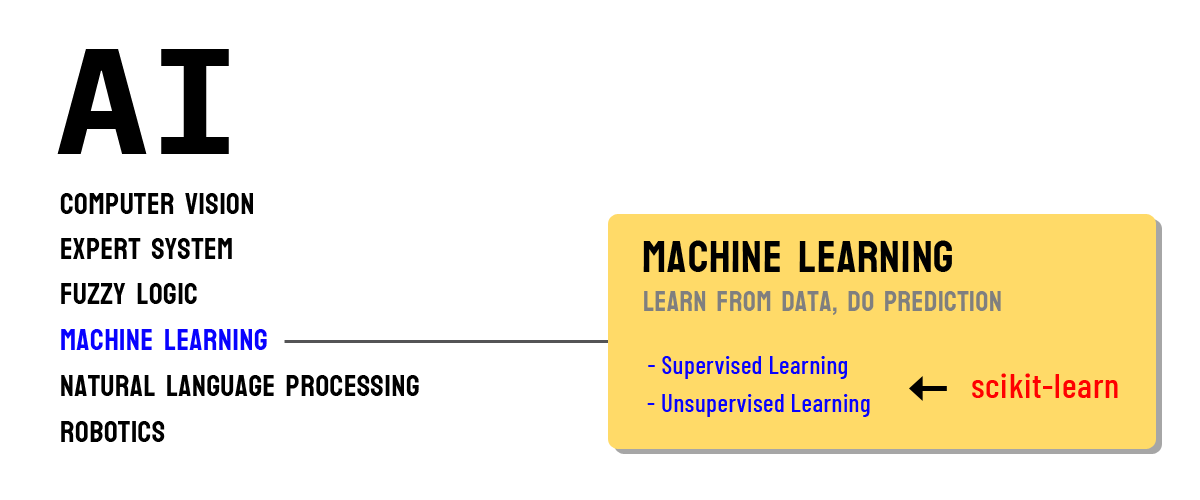 AI
COMPUTER VISION
EXPERT SYSTEM
FUZZY LOGIC
MACHINE LEARNING
NATURAL LANGUAGE PROCESSING
ROBOTICS
MACHINE LEARNING
LEARN FROM DATA, DO PREDICTION
- Supervised Learning
- Unsupervised Learning
scikit-learn